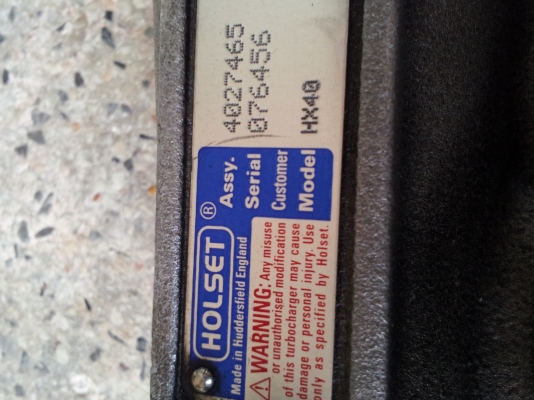 HOLSET ®
Made in Huddersfield England
⚠ WARNING: Any misuse
or unauthorised modification
of this turbocharger may cause
damage or personal injury. Use
only as specified by Holset.
Assy. 4027465
Serial 076456
Customer
Model HX40